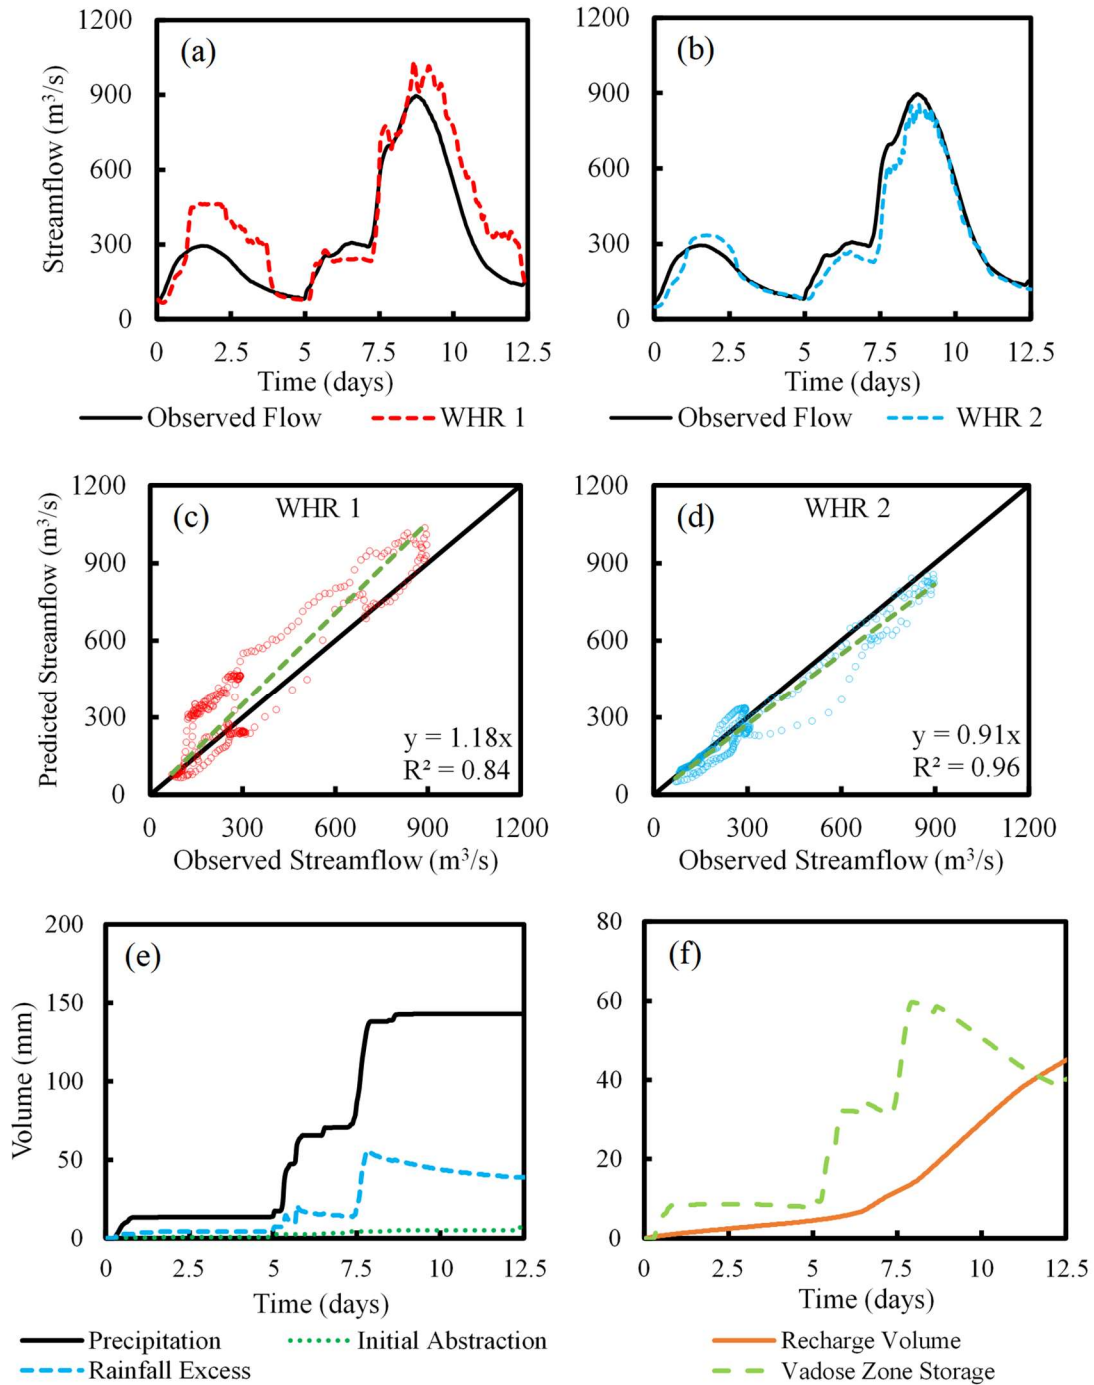 1200
900
600
300
0
Streamflow (m³/s)
(a)
0 2.5 5 7.5 10 12.5
Time (days)
Observed Flow WHR 1
1200
900
600
300
0
(b)
0 2.5 5 7.5 10 12.5
Time (days)
Observed Flow WHR 2
1200
900
600
300
0
Predicted Streamflow (m³/s)
(c) WHR 1
y = 1.18x
R² = 0.84
0 300 600 900 1200
Observed Streamflow (m³/s)
1200
900
600
300
0
(d) WHR 2
y = 0.91x
R² = 0.96
0 300 600 900 1200
Observed Streamflow (m³/s)
200
150
100
50
0
Volume (mm)
(e)
0 2.5 5 7.5 10 12.5
Time (days)
Precipitation Initial Abstraction
Rainfall Excess
80
60
40
20
0
(f)
0 2.5 5 7.5 10 12.5
Time (days)
Recharge Volume
Vadose Zone Storage